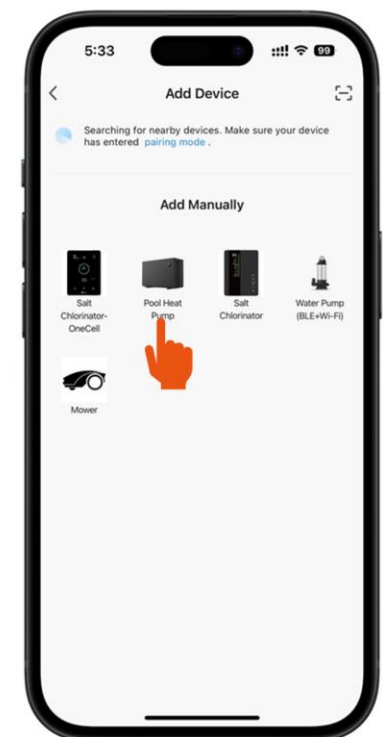 5:33
99
Add Device
Searching for nearby devices. Make sure your device
has entered pairing mode .
Add Manually
Salt
Chlorinator-
OneCell
Pool Heat
Pump
Salt
Chlorinator
Water Pump
(BLE+Wi-Fi)
Mower